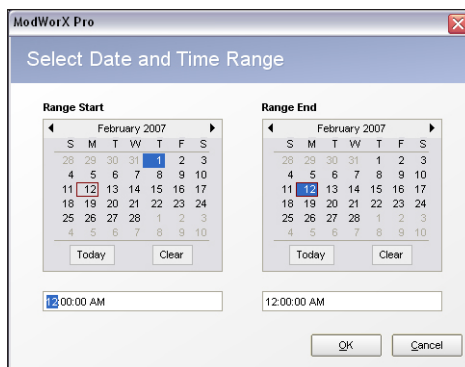 ModWorX Pro
Select Date and Time Range
Range Start
February 2007
S M T W T F S
28 29 30 31 1 2 3
4 5 6 7 8 9 10
11 12 13 14 15 16 17
18 19 20 21 22 23 24
25 26 27 28 1 2 3
4 5 6 7 8 9 10
Today Clear
12:00:00 AM
Range End
February 2007
S M T W T F S
28 29 30 31 1 2 3
4 5 6 7 8 9 10
11 12 13 14 15 16 17
18 19 20 21 22 23 24
25 26 27 28 1 2 3
4 5 6 7 8 9 10
Today Clear
12:00:00 AM
OK Cancel